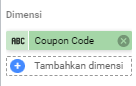 Dimensi
ABC Coupon Code
Tambahkan dimensi